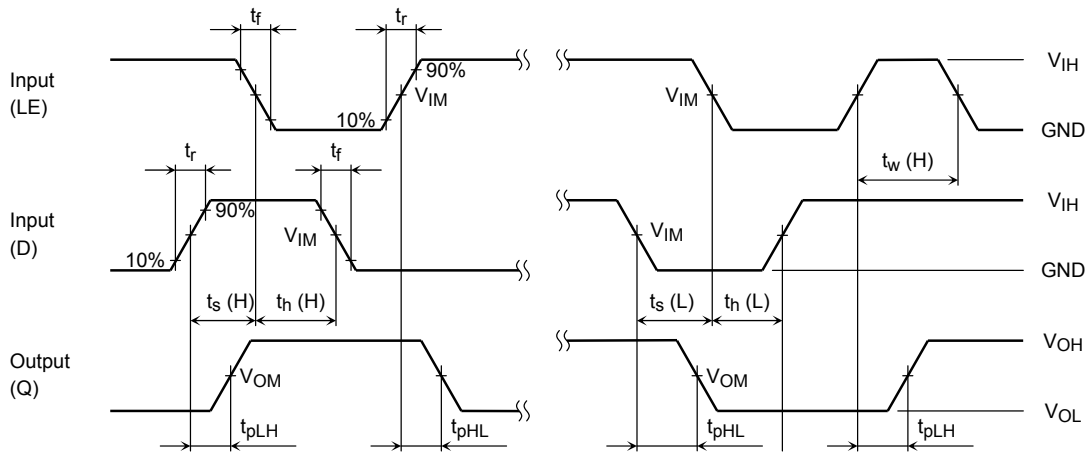 tf
tr
Input
(LE)
90%
VIM
10%
VIM
VIH
GND
tw (H)
tr
tf
Input
(D)
90%
VIM
10%
VIM
VIH
GND
ts (H)
th (H)
ts (L)
th (L)
Output
(Q)
VOM
VOM
VOH
VOL
tpLH
tpHL
tpHL
tpLH